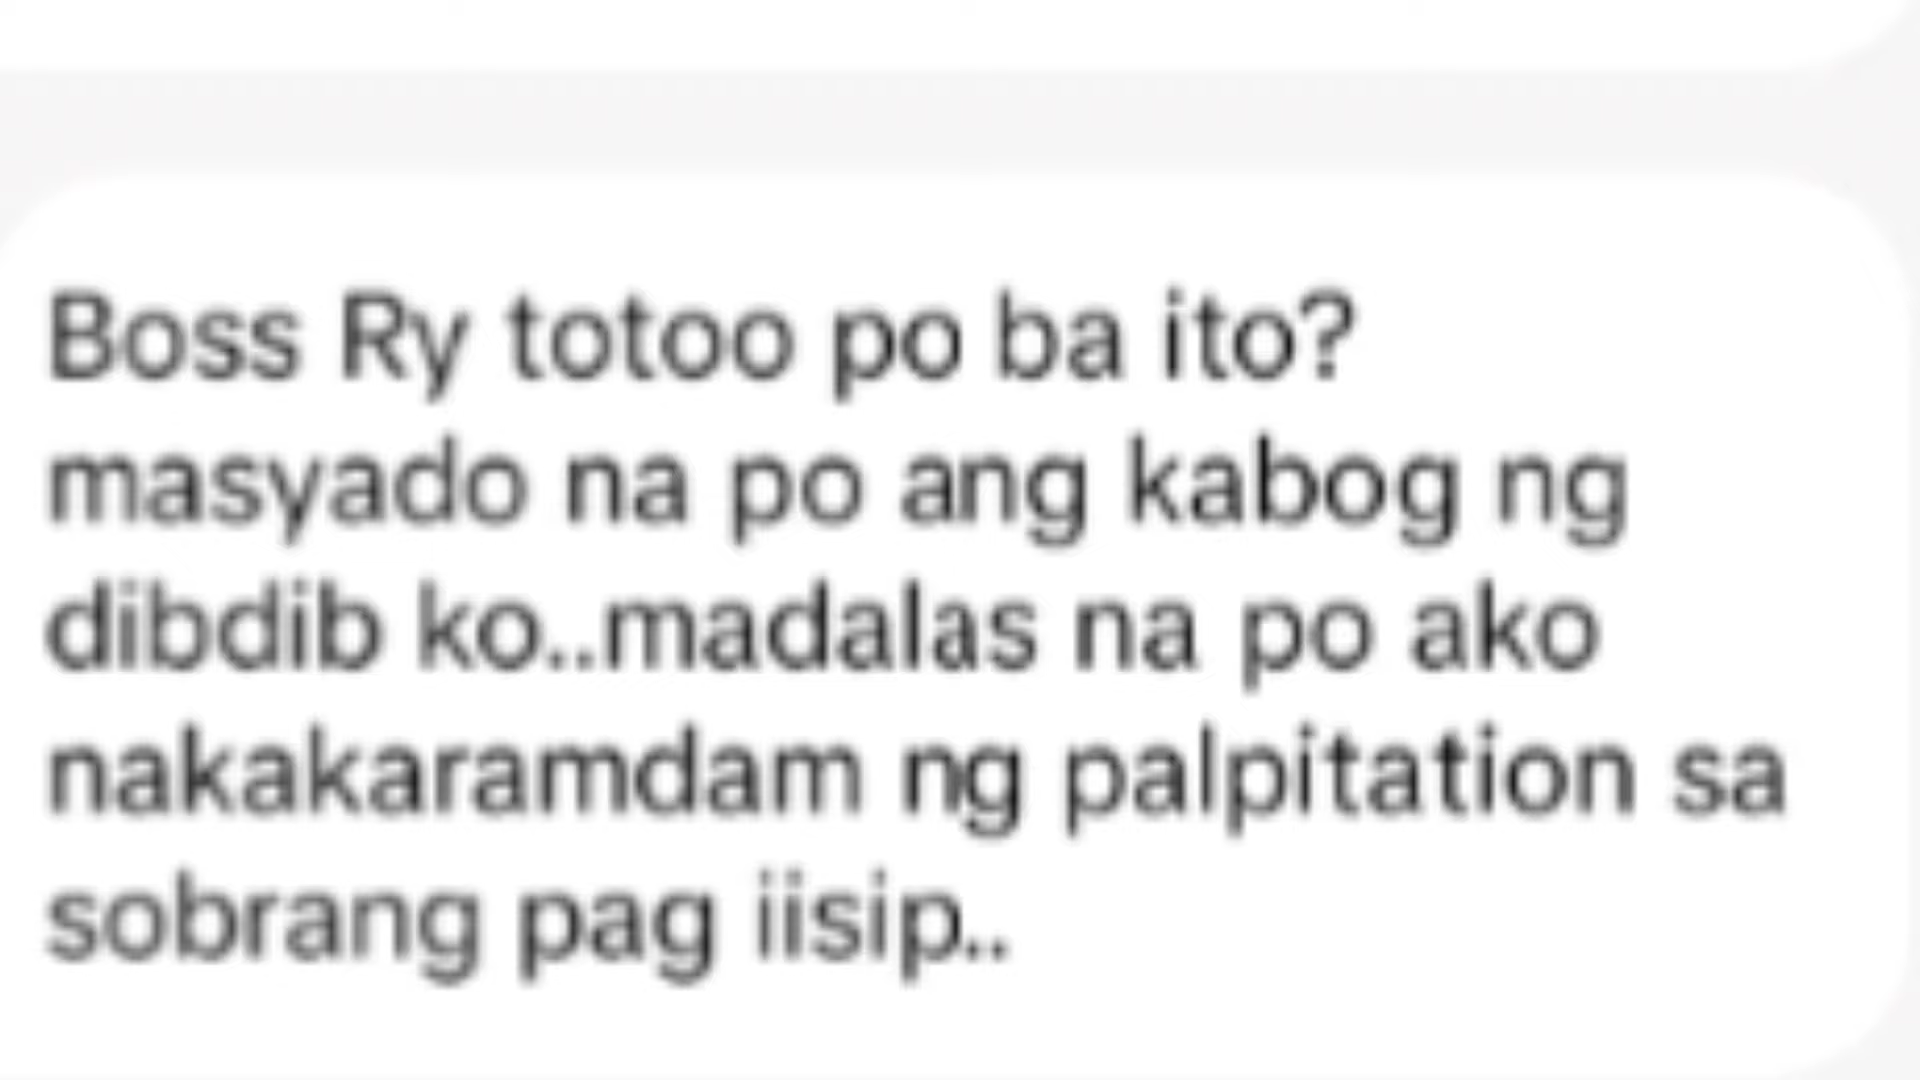 Boss Ry totoo po ba ito?
masyado na po ang kabog ng
dibdib ko..madalas na po ako
nakakaramdam ng palpitation sa
sobrang pag iisip..